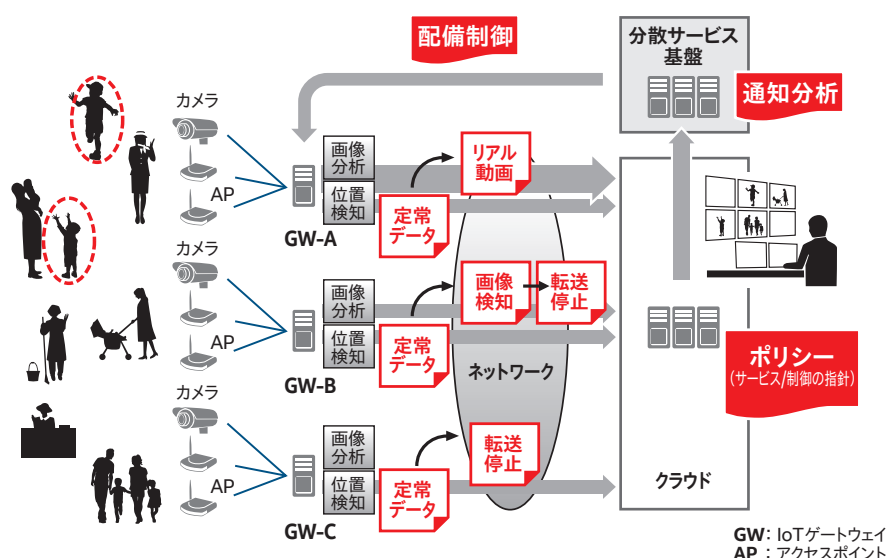 配備制御
分散サービス
基盤
通知分析
カメラ
AP
画像
分析
位置
検知
GW-A
リアル
動画
定常
データ
カメラ
AP
画像
分析
位置
検知
GW-B
画像
検知
転送
停止
定常
データ
ネットワーク
ポリシー
(サービス/制御の指針)
カメラ
AP
画像
分析
位置
検知
GW-C
転送
停止
定常
データ
クラウド
GW：IoTゲートウェイ
AP：アクセスポイント